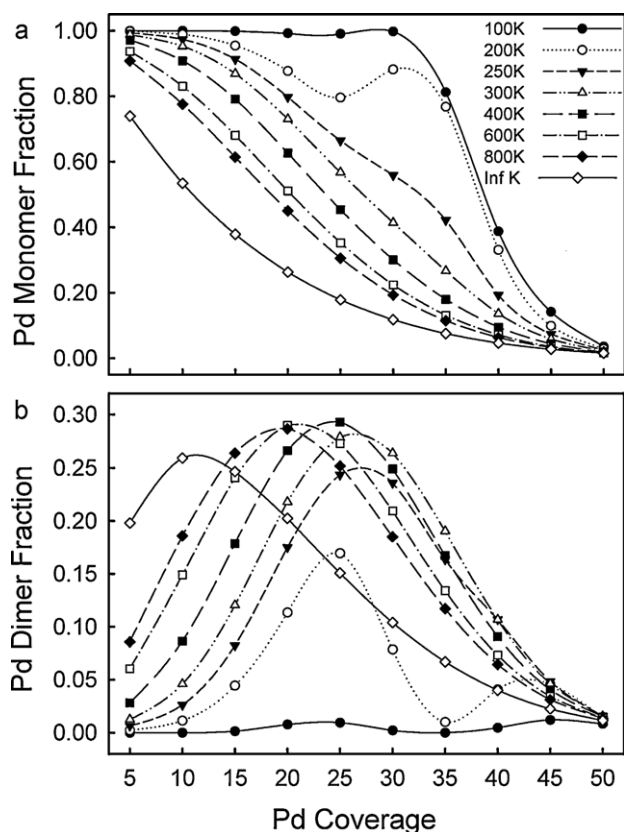 a
Pd Monomer Fraction
1.00
0.80
0.60
0.40
0.20
0.00
100K
200K
250K
300K
400K
600K
800K
Inf K
b
Pd Dimer Fraction
0.30
0.25
0.20
0.15
0.10
0.05
0.00
5 10 15 20 25 30 35 40 45 50
Pd Coverage